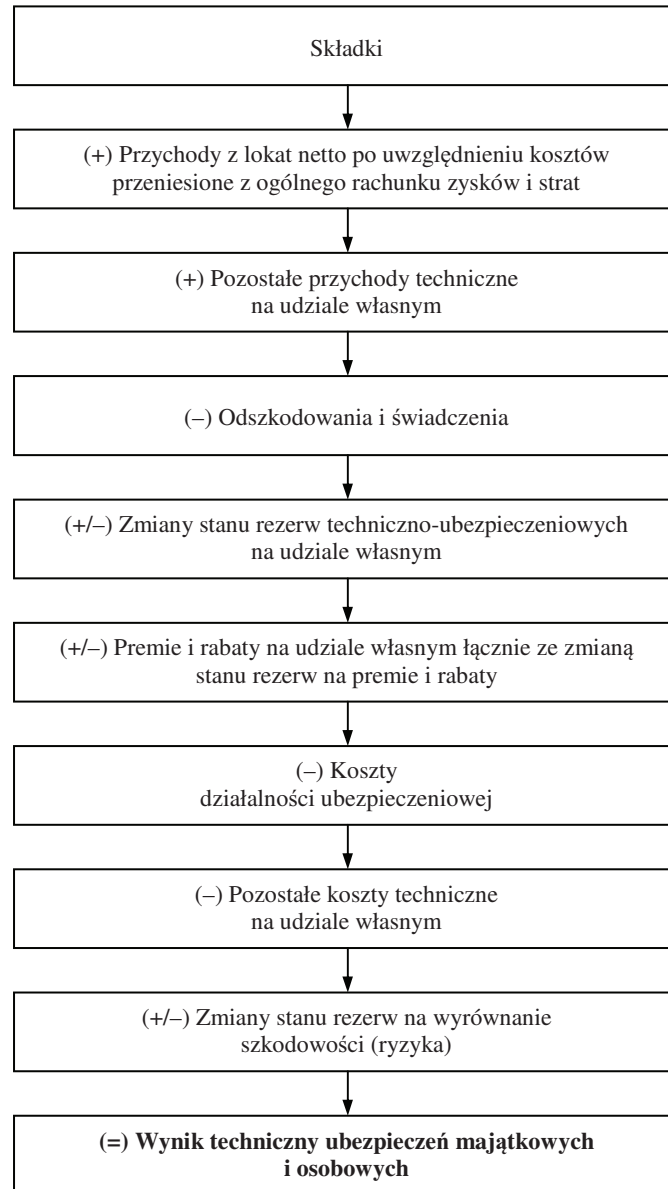 Składki
(+) Przychody z lokat netto po uwzględnieniu kosztów
przeniesione z ogólnego rachunku zysków i strat
(+) Pozostałe przychody techniczne
na udziale własnym
(–) Odszkodowania i świadczenia
(+/–) Zmiany stanu rezerw techniczno-ubezpieczeniowych
na udziale własnym
(+/–) Premie i rabaty na udziale własnym łącznie ze zmianą
stanu rezerw na premie i rabaty
(–) Koszty
działalności ubezpieczeniowej
(–) Pozostałe koszty techniczne
na udziale własnym
(+/–) Zmiany stanu rezerw na wyrównanie
szkodowości (ryzyka)
(=) Wynik techniczny ubezpieczeń majątkowych
i osobowych